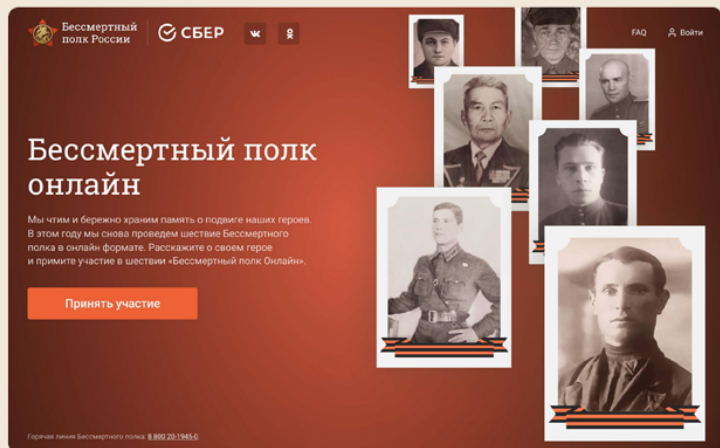 Бессмертный
полк России
СБЕР
FAQ
Войти
Бессмертный полк
онлайн
Мы чтим и бережно храним память о подвиге наших героев.
В этом году мы снова проведем шествие Бессмертного
полка в онлайн формате. Расскажите о своем герое
и примите участие в шествии «Бессмертный полк Онлайн».
Принять участие
Горячая линия Бессмертного полка: 8 800 20-1945-0